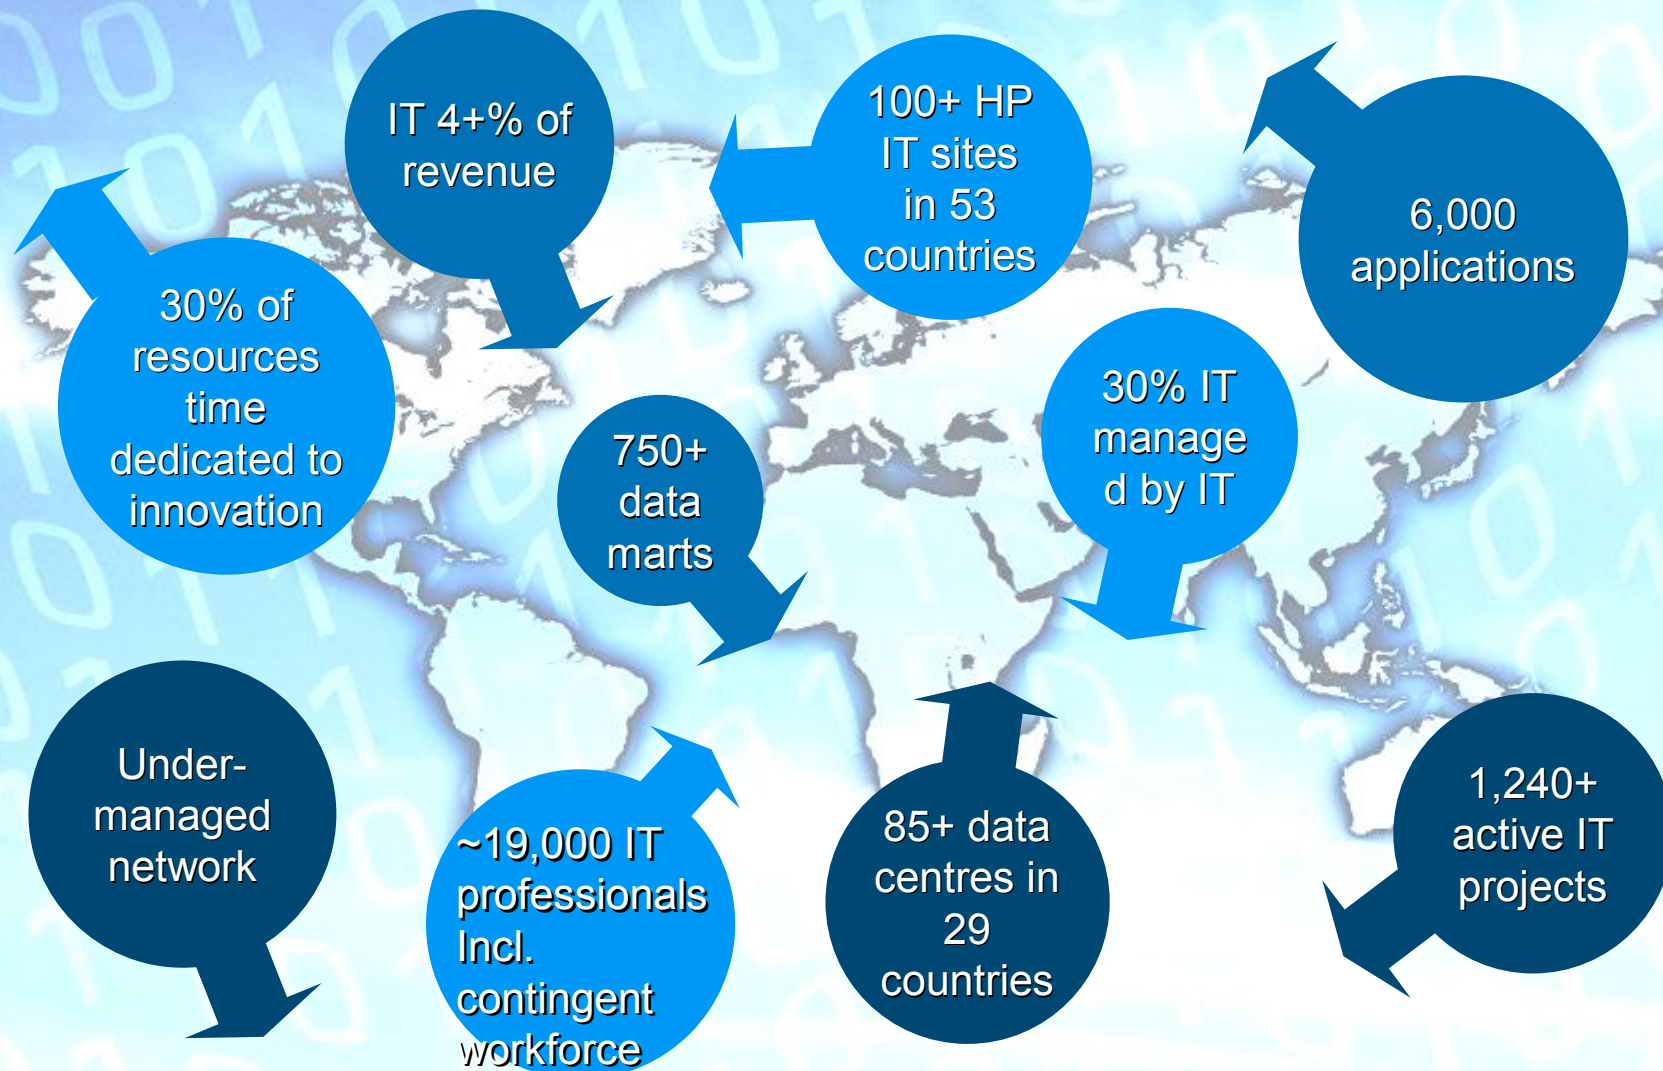 IT 4+% of
revenue
100+ HP
IT sites
in 53
countries
6,000
applications
30% of
resources
time
dedicated to
innovation
750+
data
marts
30% IT
manage
d by IT
Under-
managed
network
~19,000 IT
professionals
Incl.
contingent
workforce
85+ data
centres in
29
countries
1,240+
active IT
projects